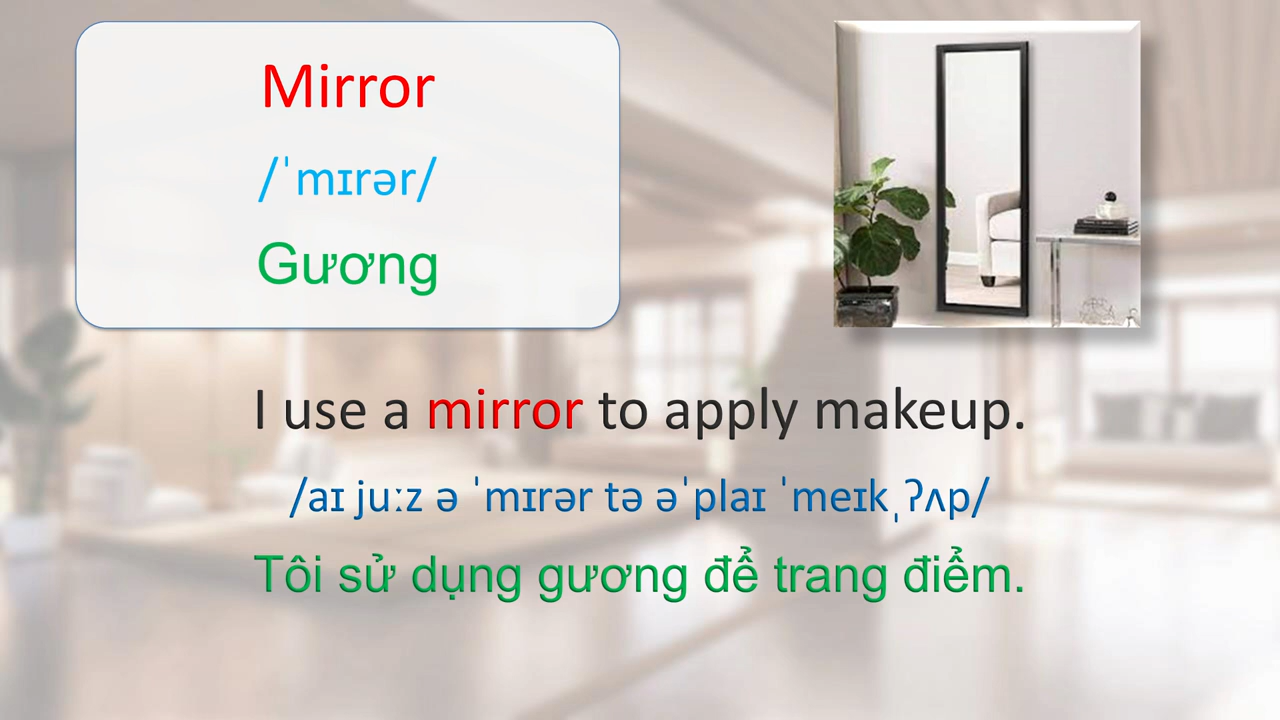 Mirror
/ˈmɪrər/
Gương
I use a mirror to apply makeup.
/aɪ juːz ə ˈmɪrər tə əˈplaɪ ˈmeɪkˌʔʌp/
Tôi sử dụng gương để trang điểm.